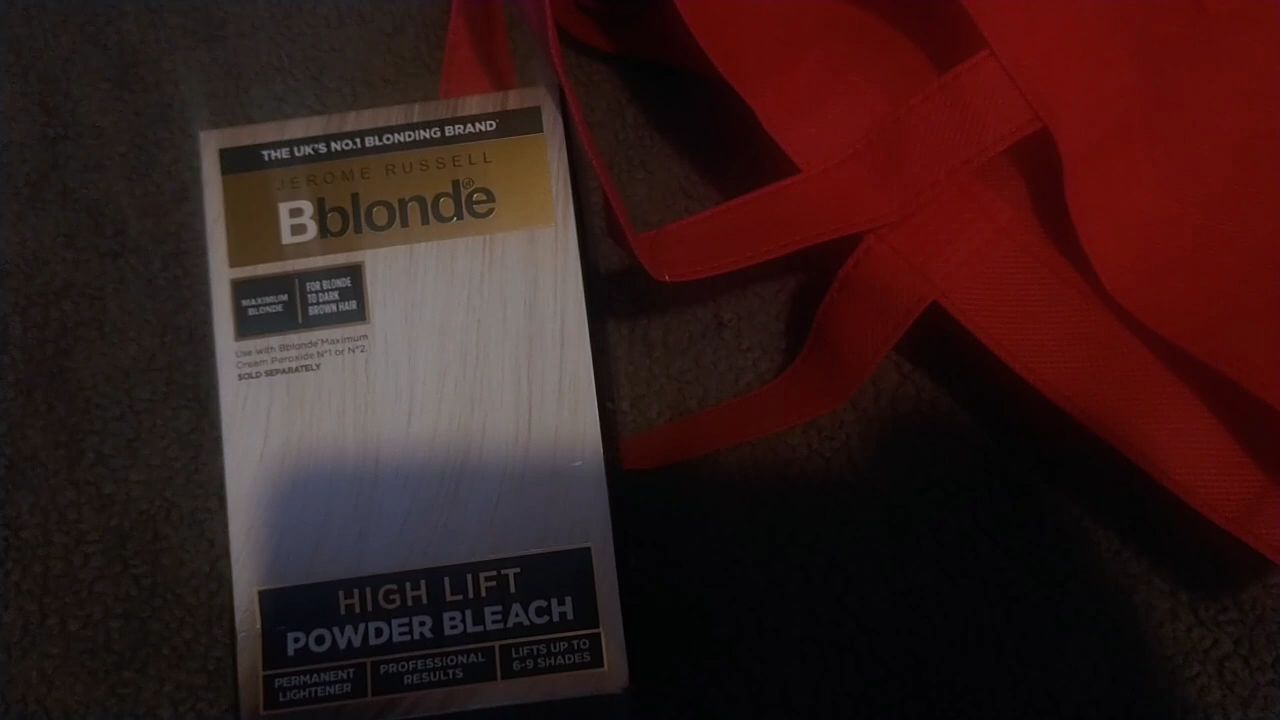 THE UK'S NO.1 BLONDING BRAND*
JEROME RUSSELL
Bblonde®
MAXIMUM
BLONDE
FOR BLONDE
TO DARK
BROWN HAIR
Use with Bblonde Maximum
Cream Peroxide Nº1 or Nº2.
SOLD SEPARATELY
HIGH LIFT
POWDER BLEACH
PERMANENT
LIGHTENER
PROFESSIONAL
RESULTS
LIFTS UP TO
6-9 SHADES